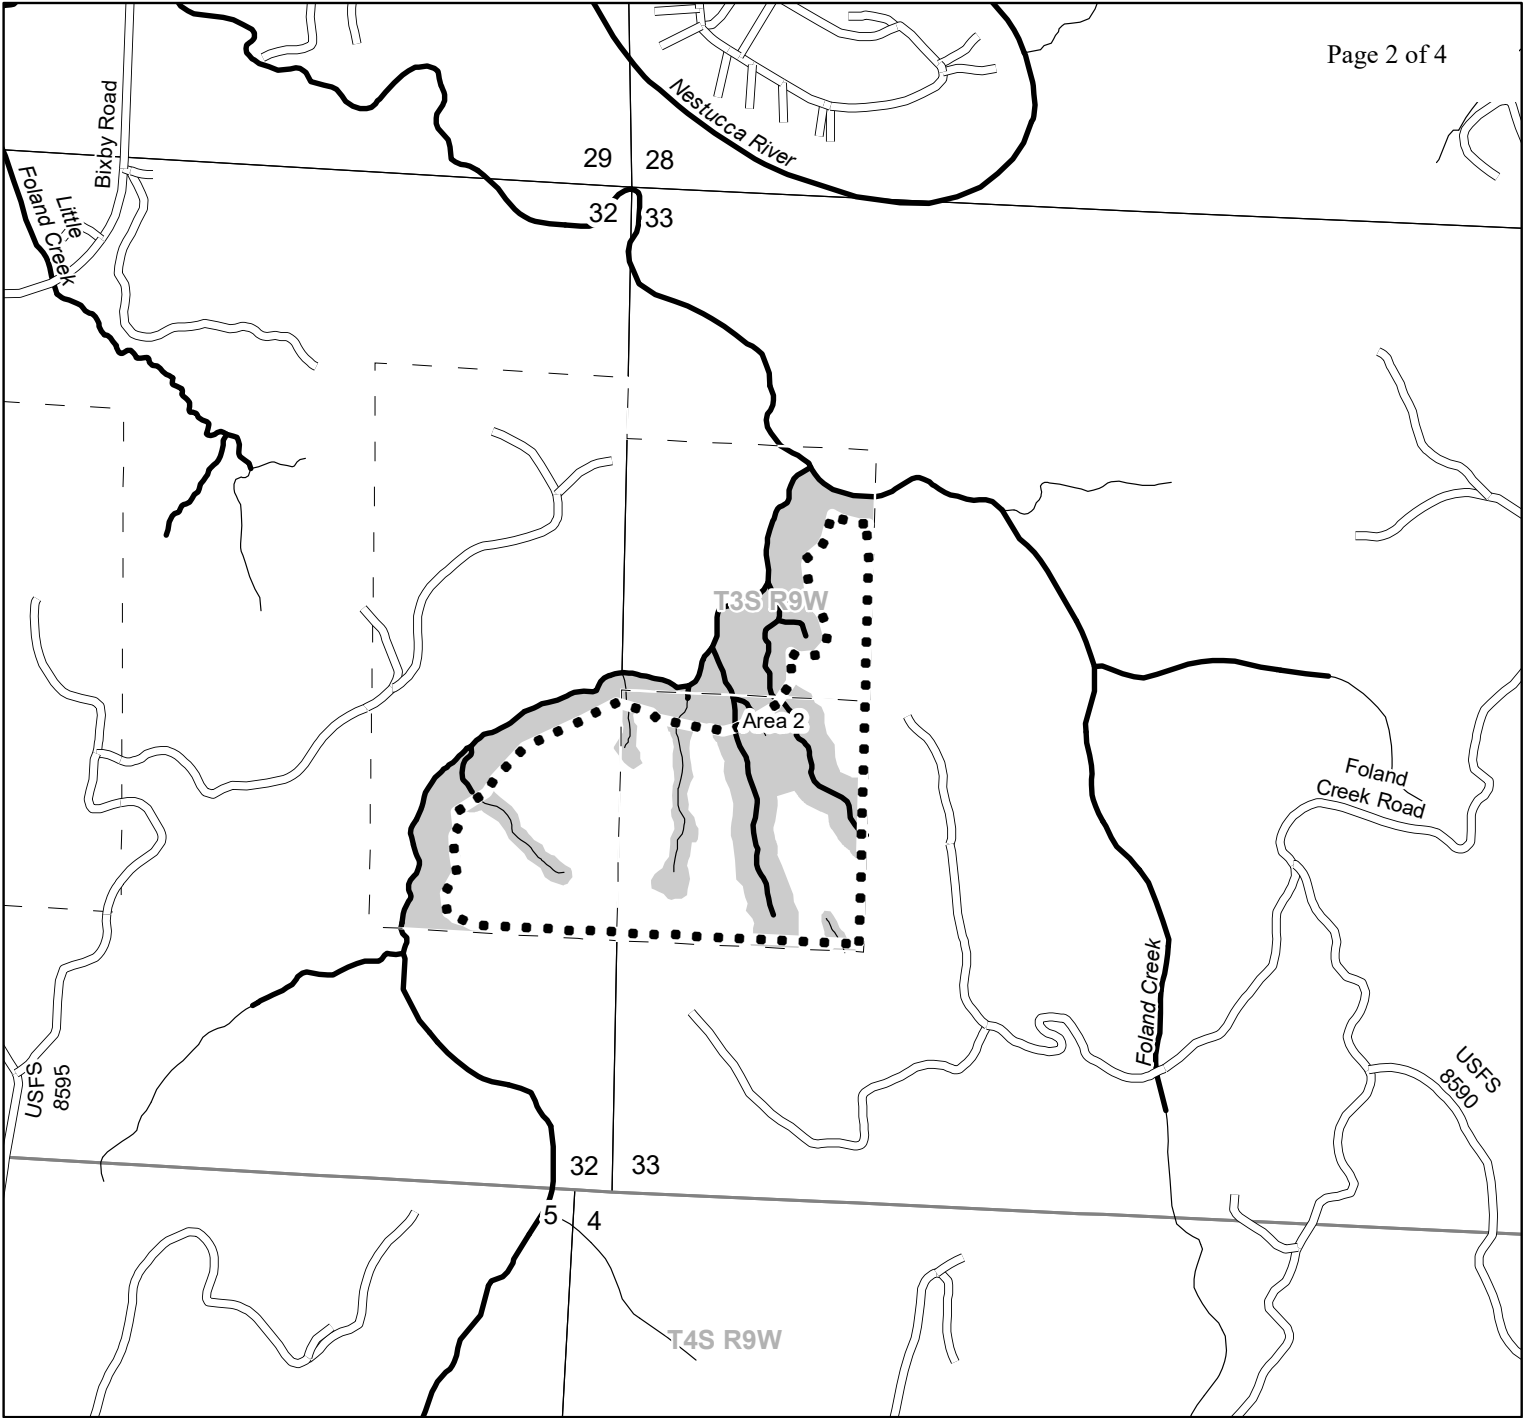 Page 2 of 4
Bixby Road
Nestucca River
29
28
32
33
Little
Foland Creek
T3S R9W
Area 2
Foland
Creek Road
Foland Creek
USFS
8595
USFS
8590
32
33
5
4
T4S R9W